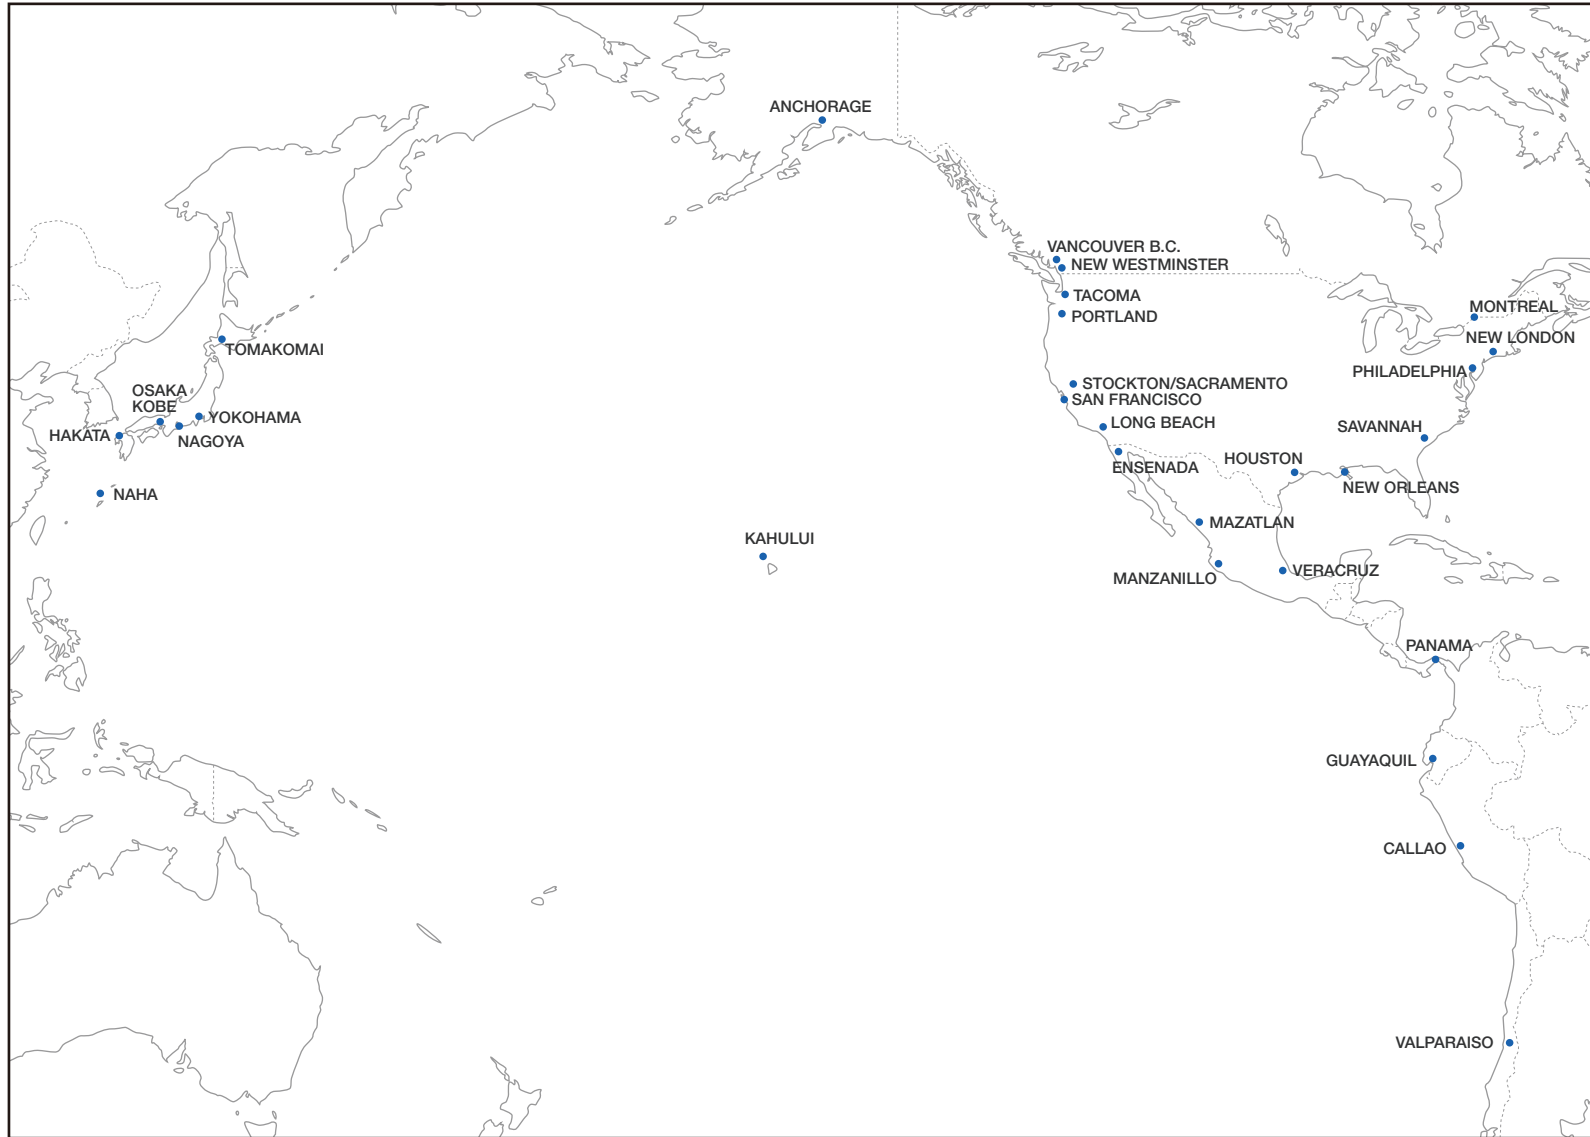 ANCHORAGE
VANCOUVER B.C.
NEW WESTMINSTER
TACOMA
PORTLAND
MONTREAL
NEW LONDON
PHILADELPHIA
TOMAKOMAI
OSAKA
KOBE
YOKOHAMA
HAKATA
NAGOYA
NAHA
STOCKTON/SACRAMENTO
SAN FRANCISCO
LONG BEACH
SAVANNAH
HOUSTON
ENSENADA
NEW ORLEANS
MAZATLAN
KAHULUI
MANZANILLO
VERACRUZ
PANAMA
GUAYAQUIL
CALLAO
VALPARAISO